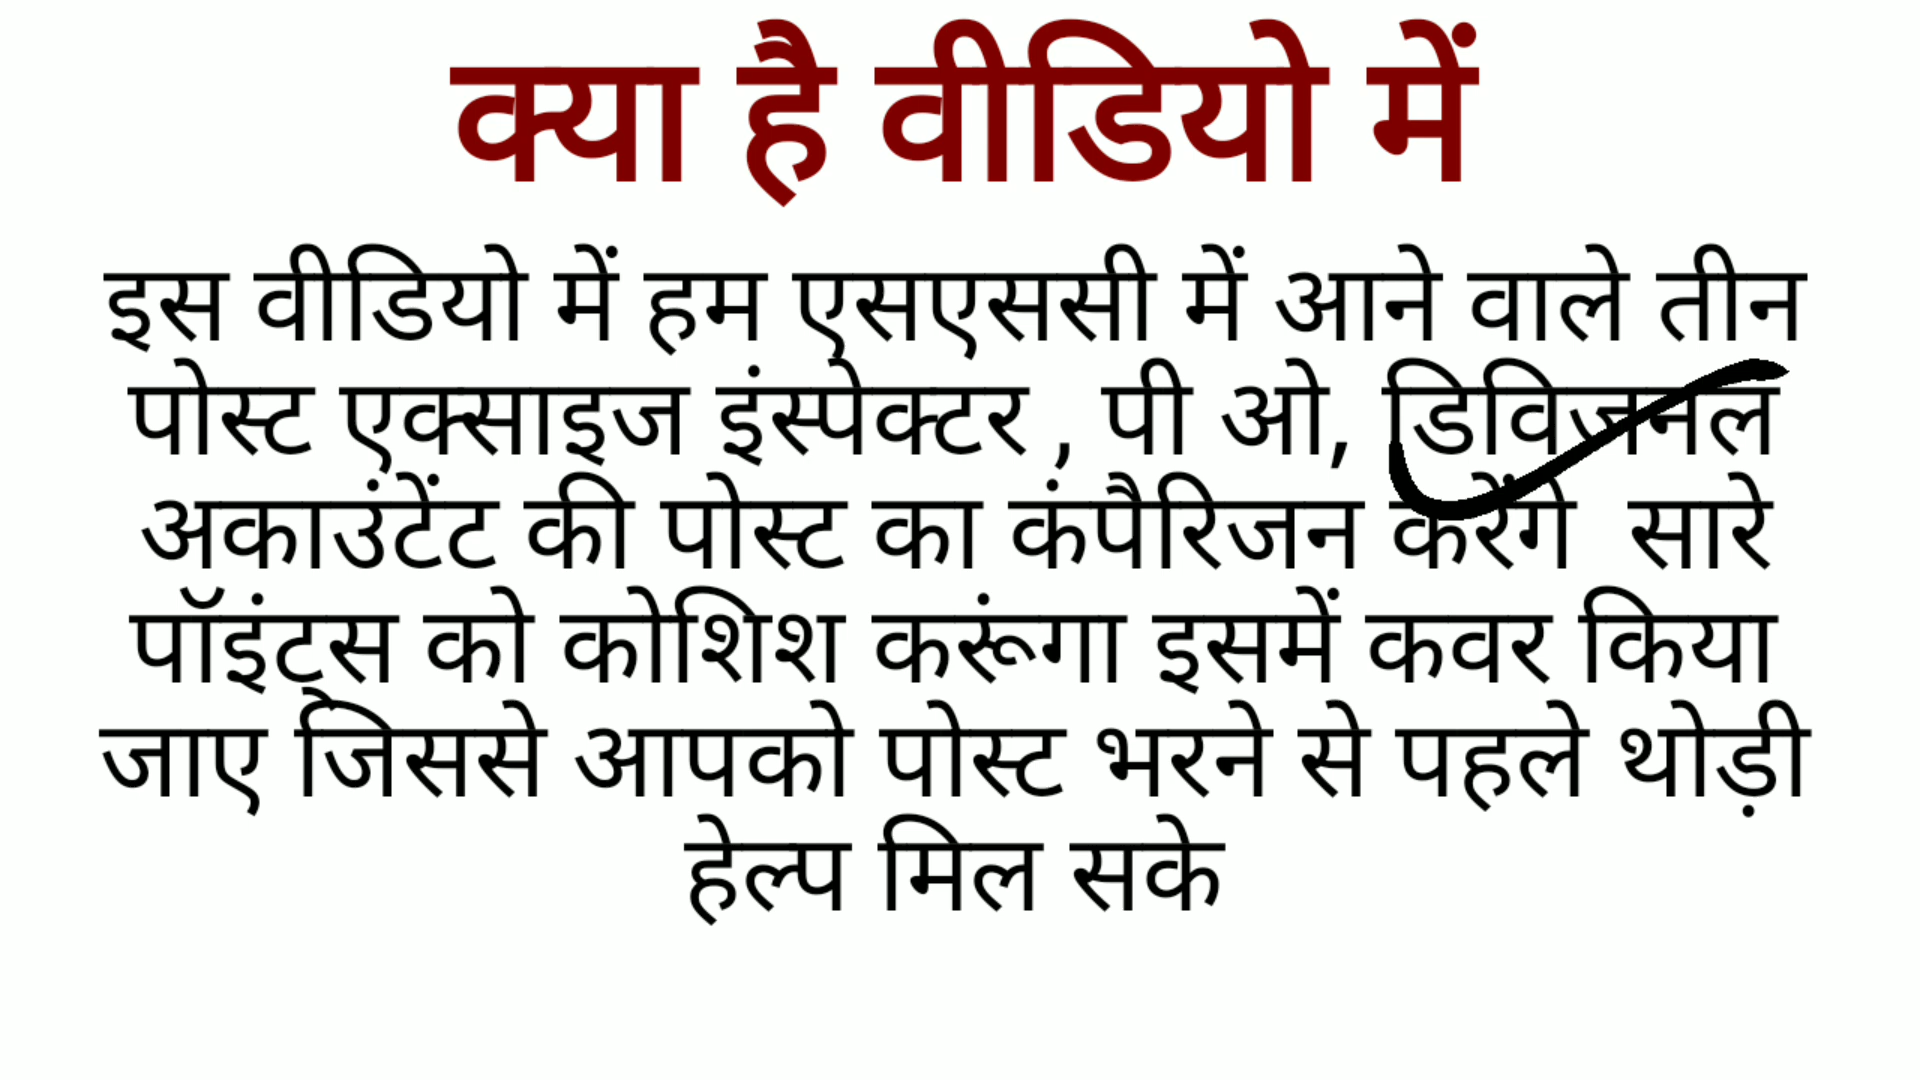 क्या है वीडियो में
इस वीडियो में हम एसएससी में आने वाले तीन
पोस्ट एक्साइज इंस्पेक्टर , पी ओ, डिविजनल
अकाउंटेंट की पोस्ट का कंपैरिजन करेंगे  सारे
पॉइंट्स को कोशिश करूंगा इसमें कवर किया
जाए जिससे आपको पोस्ट भरने से पहले थोड़ी
हेल्प मिल सके